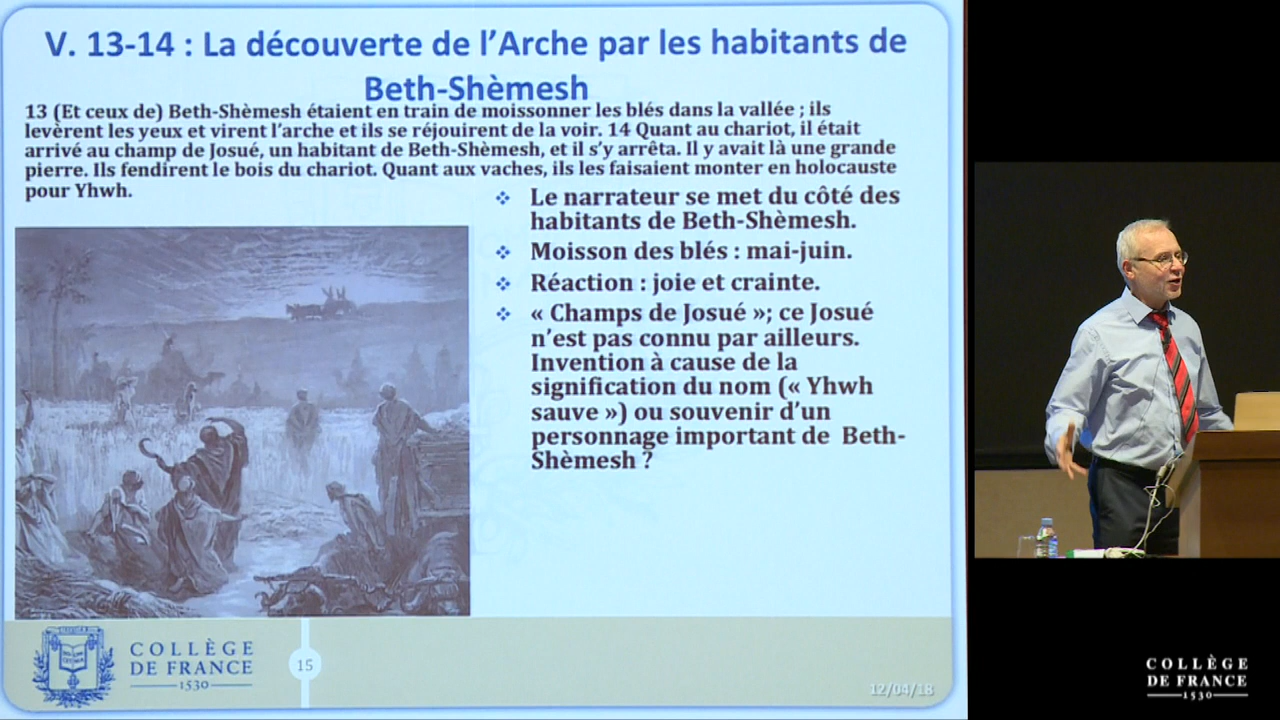 V. 13-14 : La découverte de l’Arche par les habitants de
Beth-Shèmesh
13 (Et ceux de) Beth-Shèmesh étaient en train de moissonner les blés dans la vallée ; ils
levèrent les yeux et virent l’arche et ils se réjouirent de la voir. 14 Quant au chariot, il était
arrivé au champ de Josué, un habitant de Beth-Shèmesh, et il s’y arrêta. Il y avait là une grande
pierre. Ils fendirent le bois du chariot. Quant aux vaches, ils les faisaient monter en holocauste
pour Yhwh.
❖ Le narrateur se met du côté des
habitants de Beth-Shèmesh.
❖ Moisson des blés : mai-juin.
❖ Réaction : joie et crainte.
❖ « Champs de Josué »; ce Josué
n’est pas connu par ailleurs.
Invention à cause de la
signification du nom (« Yhwh
sauve ») ou souvenir d’un
personnage important de Beth-
Shèmesh ?
COLLÈGE
DE FRANCE
1530
15
12/04/18
COLLÈGE
DE FRANCE
1530